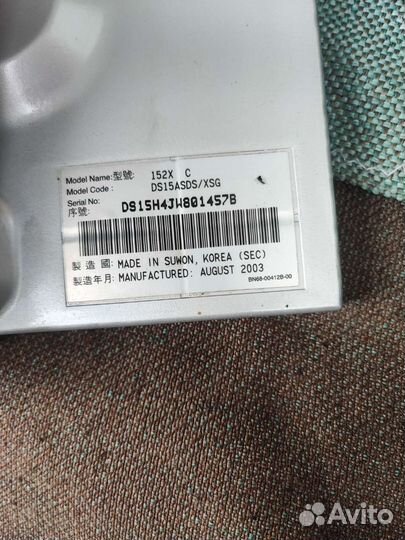 Model Name:型號: 152X C
Model Code : DS15ASDS/XSG
Serial No:
序號: DS15H4JW801457B
製 造 國: MADE IN SUWON, KOREA (SEC)
製造年月: MANUFACTURED: AUGUST 2003
BN68-00412B-00
Avito